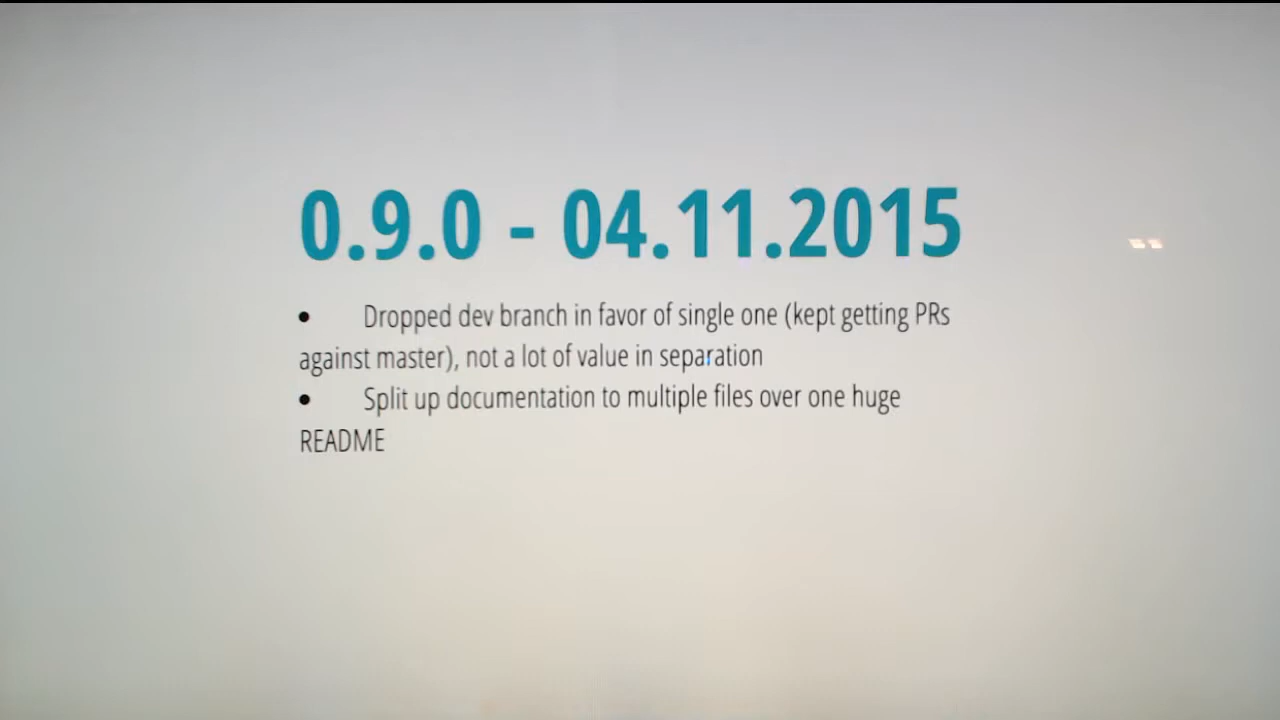 0.9.0 - 04.11.2015
• Dropped dev branch in favor of single one (kept getting PRs
against master), not a lot of value in separation
• Split up documentation to multiple files over one huge
README